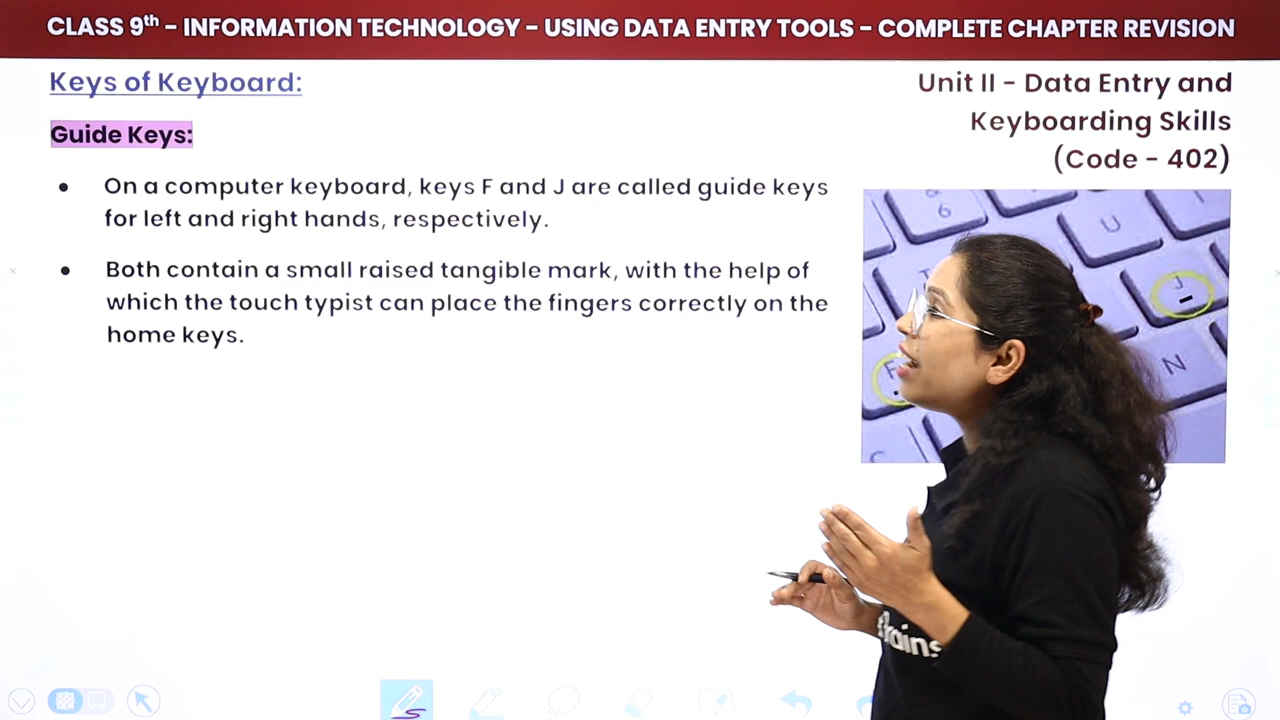 CLASS 9th – INFORMATION TECHNOLOGY – USING DATA ENTRY TOOLS – COMPLETE CHAPTER REVISION
Keys of Keyboard:
Unit II – Data Entry and
Keyboarding Skills
(Code – 402)
Guide Keys:
● On a computer keyboard, keys F and J are called guide keys
for left and right hands, respectively.
● Both contain a small raised tangible mark, with the help of
which the touch typist can place the fingers correctly on the
home keys.
6
U
J
F
N